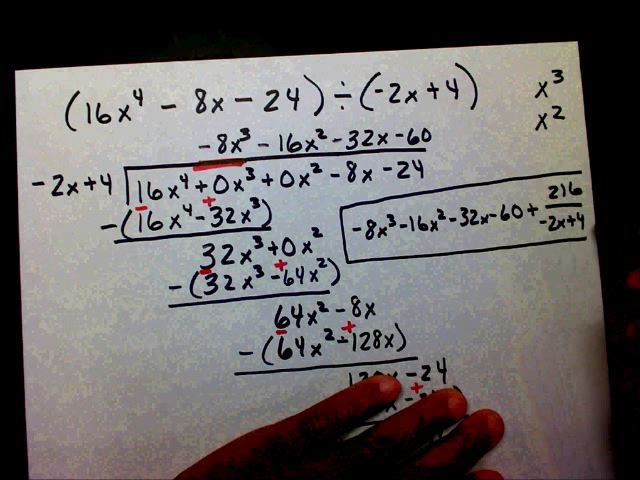 (16x⁴ - 8x - 24) ÷ (-2x + 4)
x³
x²
-8x³ - 16x² - 32x - 60
-2x+4 16x⁴ + 0x³ + 0x² - 8x - 24
-(16x⁴ - 32x³)
+
-8x³-16x²-32x-60+ 216/-2x+4
32x³+0x²
-(32x³ - 64x²)
+
64x² - 8x
-(64x² - 128x)
+
-24
+